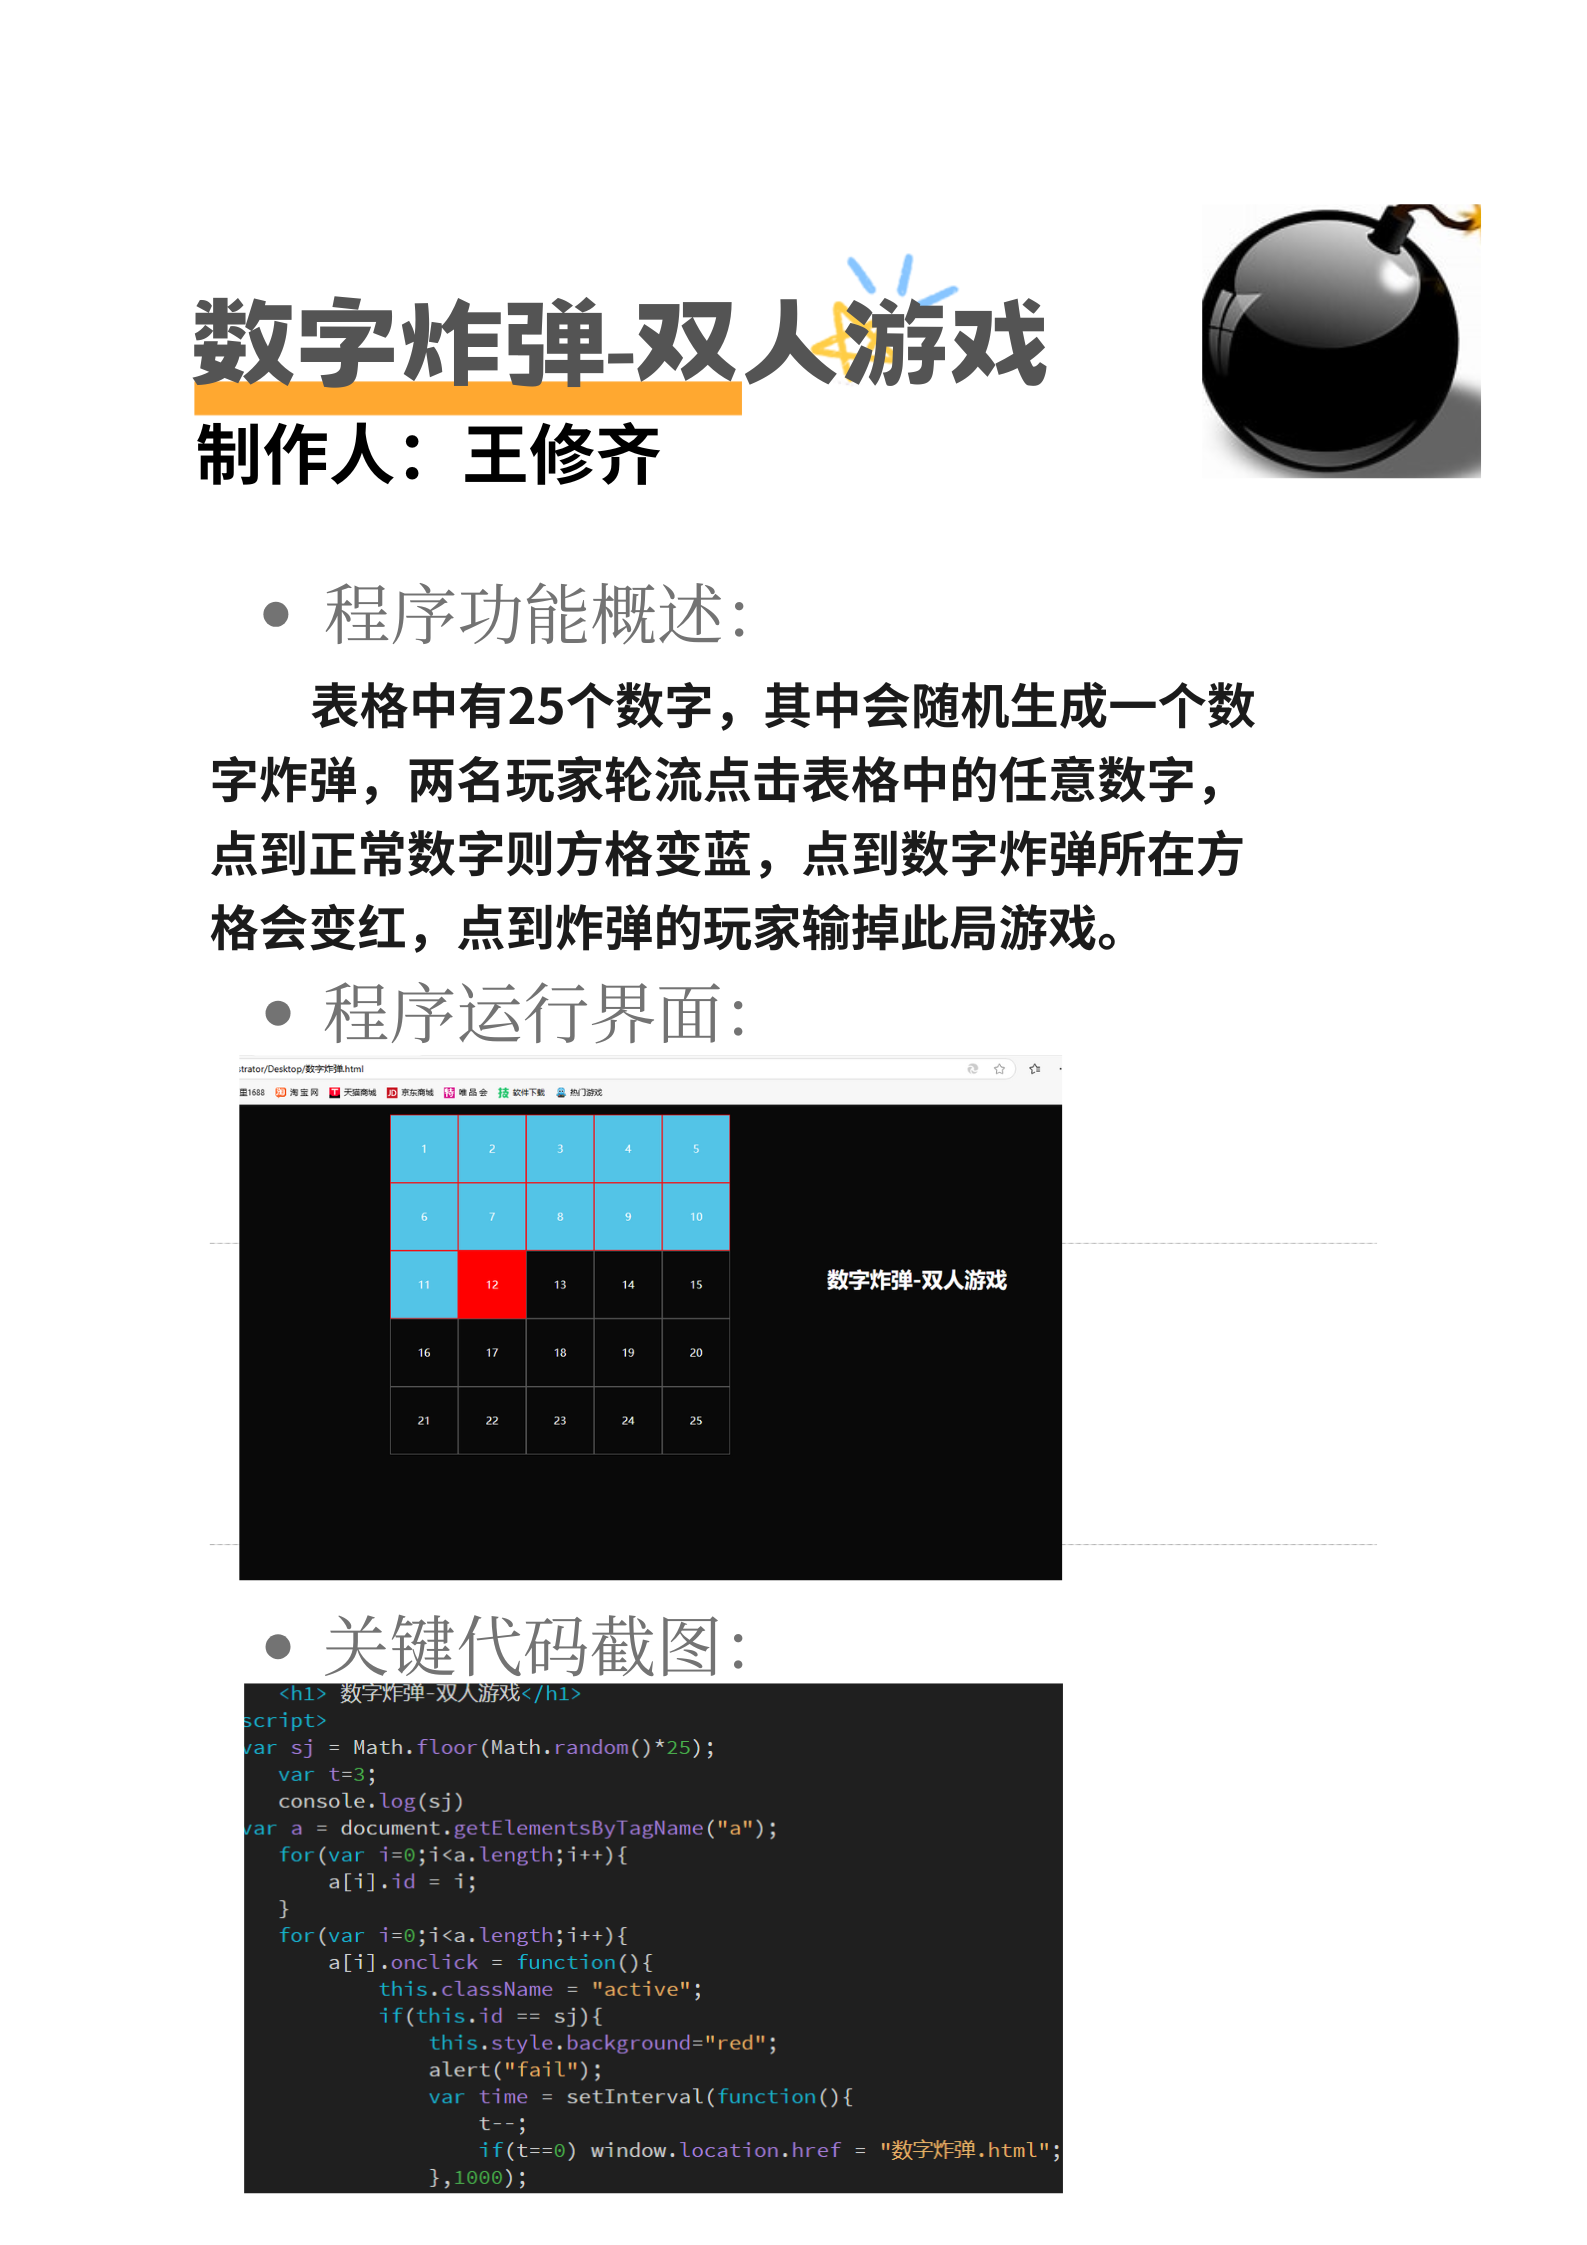 数字炸弹-双人游戏
制作人：王修齐
程序功能概述：
表格中有25个数字，其中会随机生成一个数
字炸弹，两名玩家轮流点击表格中的任意数字，
点到正常数字则方格变蓝，点到数字炸弹所在方
格会变红，点到炸弹的玩家输掉此局游戏。
程序运行界面：
strator/Desktop/数字炸弹.html
里1688 淘 淘宝网 T 天猫商城 JD 京东商城 特 唯品会 技 软件下载 热门游戏
1 2 3 4 5
6 7 8 9 10
11 12 13 14 15
数字炸弹-双人游戏
16 17 18 19 20
21 22 23 24 25
关键代码截图：
<h1> 数字炸弹-双人游戏</h1>
script>
var sj = Math.floor(Math.random()*25);
var t=3;
console.log(sj)
var a = document.getElementsByTagName("a");
for(var i=0;i<a.length;i++){
a[i].id = i;
}
for(var i=0;i<a.length;i++){
a[i].onclick = function(){
this.className = "active";
if(this.id == sj){
this.style.background="red";
alert("fail");
var time = setInterval(function(){
t--;
if(t==0) window.location.href = "数字炸弹.html";
},1000);